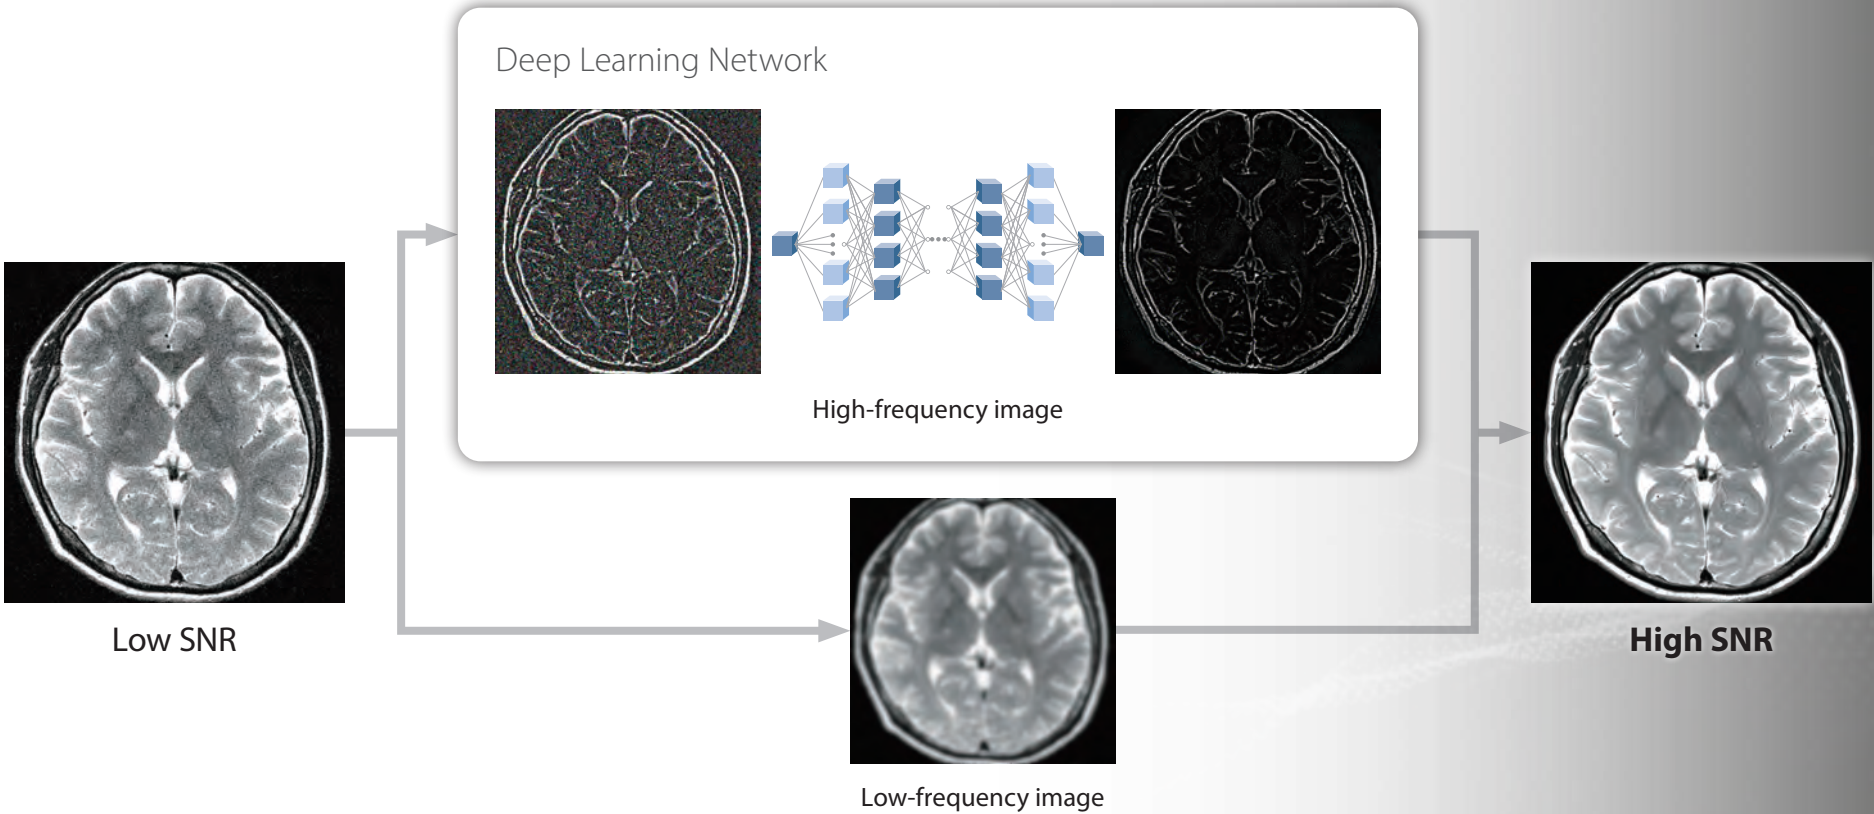 Deep Learning Network
High-frequency image
Low SNR
High SNR
Low-frequency image